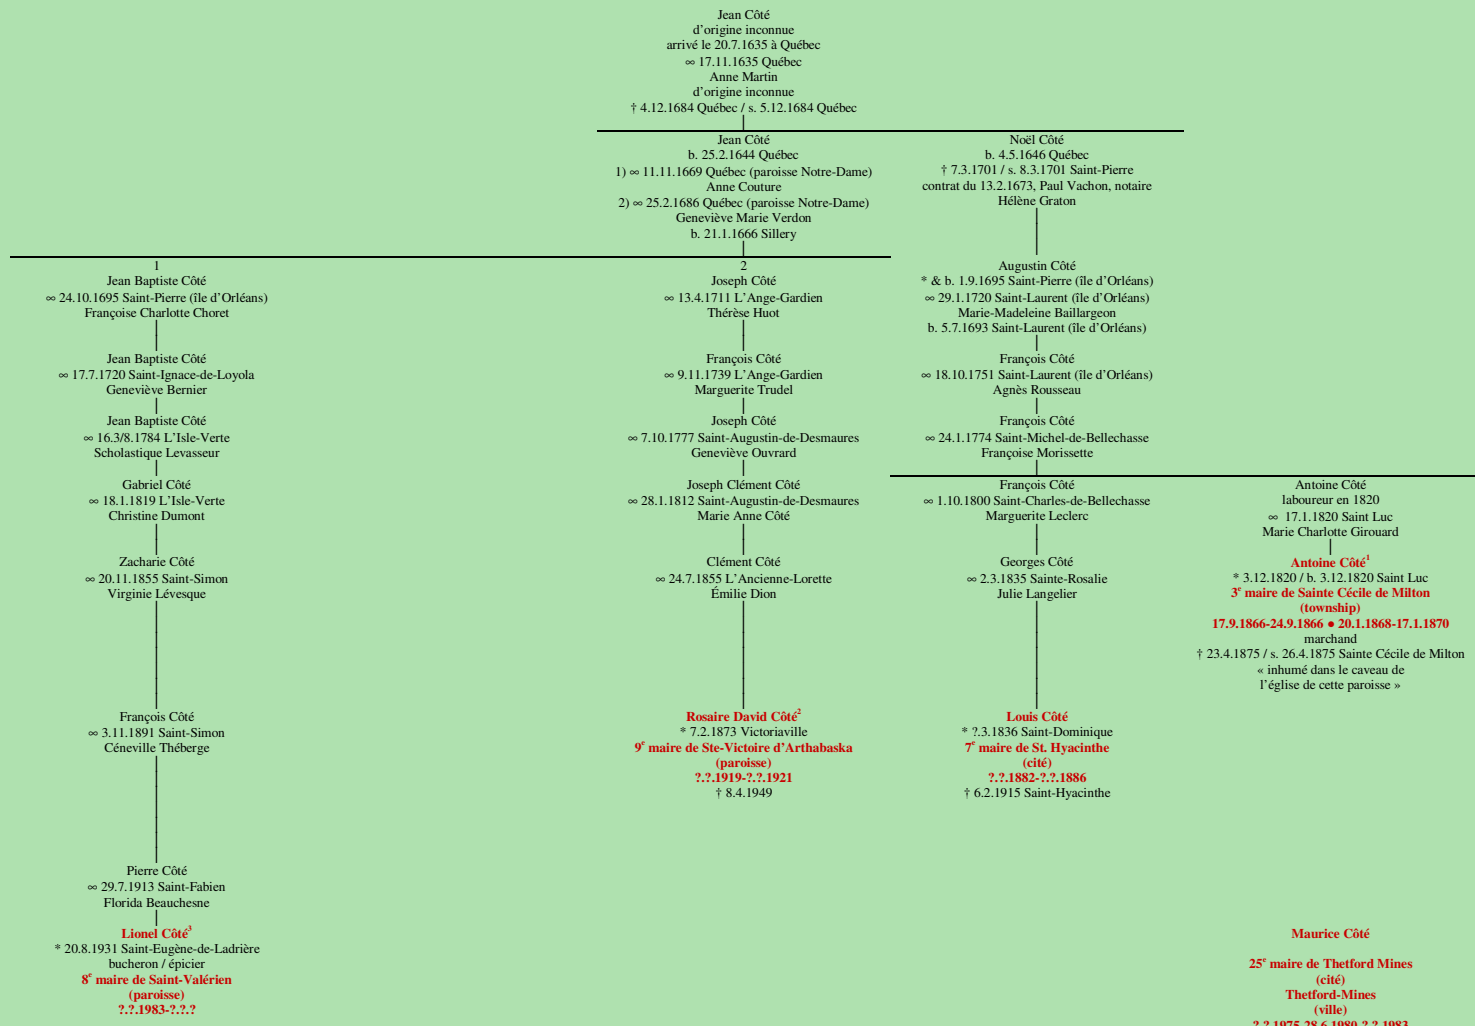 Jean Côté
d'origine inconnue
arrivé le 20.7.1635 à Québec
∞ 17.11.1635 Québec
Anne Martin
d'origine inconnue
† 4.12.1684 Québec / s. 5.12.1684 Québec
Jean Côté
b. 25.2.1644 Québec
1) ∞ 11.11.1669 Québec (paroisse Notre-Dame)
Anne Couture
2) ∞ 25.2.1686 Québec (paroisse Notre-Dame)
Geneviève Marie Verdon
b. 21.1.1666 Sillery
Noël Côté
b. 4.5.1646 Québec
† 7.3.1701 / s. 8.3.1701 Saint-Pierre
contrat du 13.2.1673, Paul Vachon, notaire
Hélène Graton
1
Jean Baptiste Côté
∞ 24.10.1695 Saint-Pierre (île d'Orléans)
Françoise Charlotte Choret
2
Joseph Côté
∞ 13.4.1711 L'Ange-Gardien
Thérèse Huot
Augustin Côté
* & b. 1.9.1695 Saint-Pierre (île d'Orléans)
∞ 29.1.1720 Saint-Laurent (île d'Orléans)
Marie-Madeleine Baillargeon
b. 5.7.1693 Saint-Laurent (île d'Orléans)
Jean Baptiste Côté
∞ 17.7.1720 Saint-Ignace-de-Loyola
Geneviève Bernier
François Côté
∞ 9.11.1739 L'Ange-Gardien
Marguerite Trudel
François Côté
∞ 18.10.1751 Saint-Laurent (île d'Orléans)
Agnès Rousseau
Jean Baptiste Côté
∞ 16.3/8.1784 L'Isle-Verte
Scholastique Levasseur
Joseph Côté
∞ 7.10.1777 Saint-Augustin-de-Desmaures
Geneviève Ouvrard
François Côté
∞ 24.1.1774 Saint-Michel-de-Bellechasse
Françoise Morissette
Gabriel Côté
∞ 18.1.1819 L'Isle-Verte
Christine Dumont
Joseph Clément Côté
∞ 28.1.1812 Saint-Augustin-de-Desmaures
Marie Anne Côté
François Côté
∞ 1.10.1800 Saint-Charles-de-Bellechasse
Marguerite Leclerc
Antoine Côté
laboureur en 1820
∞ 17.1.1820 Saint Luc
Marie Charlotte Girouard
Zacharie Côté
∞ 20.11.1855 Saint-Simon
Virginie Lévesque
Clément Côté
∞ 24.7.1855 L'Ancienne-Lorette
Émilie Dion
Georges Côté
∞ 2.3.1835 Sainte-Rosalie
Julie Langelier
Antoine Côté¹
* 3.12.1820 / b. 3.12.1820 Saint Luc
3e maire de Sainte Cécile de Milton
(township)
17.9.1866-24.9.1866 ● 20.1.1868-17.1.1870
marchand
† 23.4.1875 / s. 26.4.1875 Sainte Cécile de Milton
« inhumé dans le caveau de
l'église de cette paroisse »
François Côté
∞ 3.11.1891 Saint-Simon
Céneville Théberge
Rosaire David Côté²
* 7.2.1873 Victoriaville
9e maire de Ste-Victoire d'Arthabaska
(paroisse)
?.?.1919-?.?.1921
† 8.4.1949
Louis Côté
* ?.3.1836 Saint-Dominique
7e maire de St. Hyacinthe
(cité)
?.?.1882-?.?.1886
† 6.2.1915 Saint-Hyacinthe
Pierre Côté
∞ 29.7.1913 Saint-Fabien
Florida Beauchesne
Lionel Côté³
* 20.8.1931 Saint-Eugène-de-Ladrière
bucheron / épicier
8e maire de Saint-Valérien
(paroisse)
?.?.1983-?.?.?
Maurice Côté
25e maire de Thetford Mines
(cité)
Thetford-Mines
(ville)
?.?.1975-28.6.1980-?.?.1983